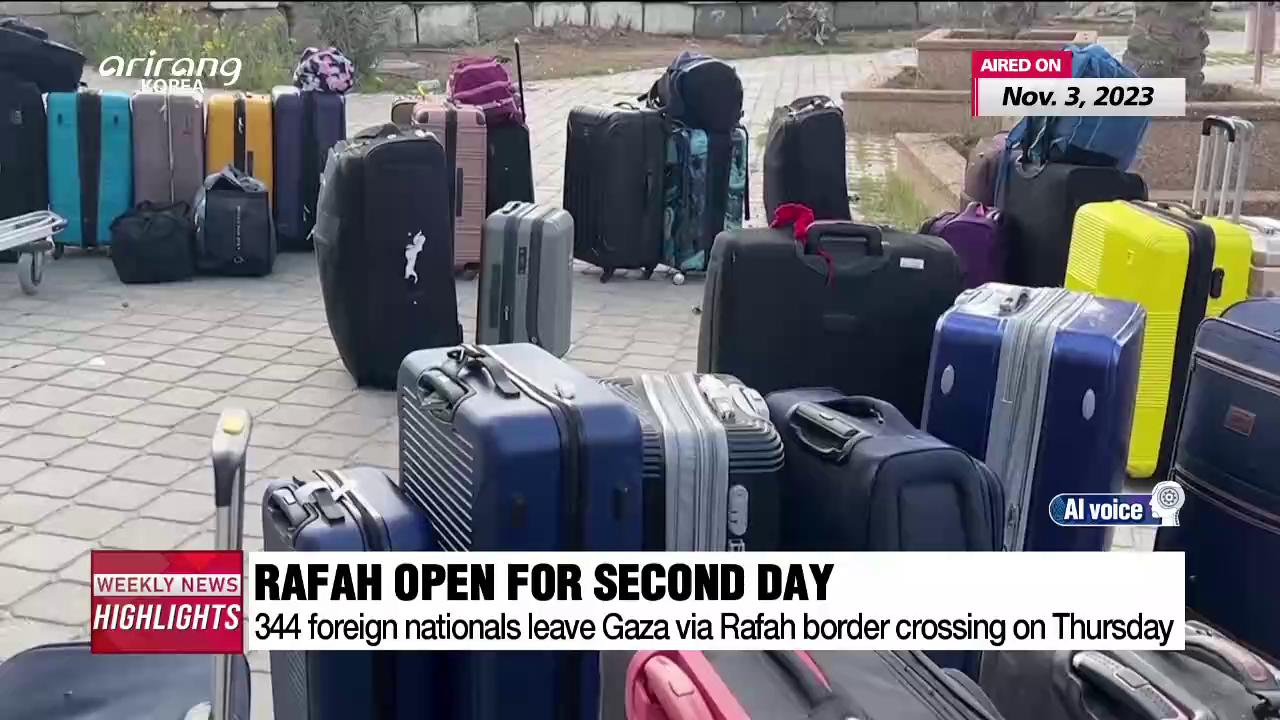 arirang
KOREA
AIRED ON
Nov. 3, 2023
AI voice
WEEKLY NEWS
HIGHLIGHTS
RAFAH OPEN FOR SECOND DAY
344 foreign nationals leave Gaza via Rafah border crossing on Thursday